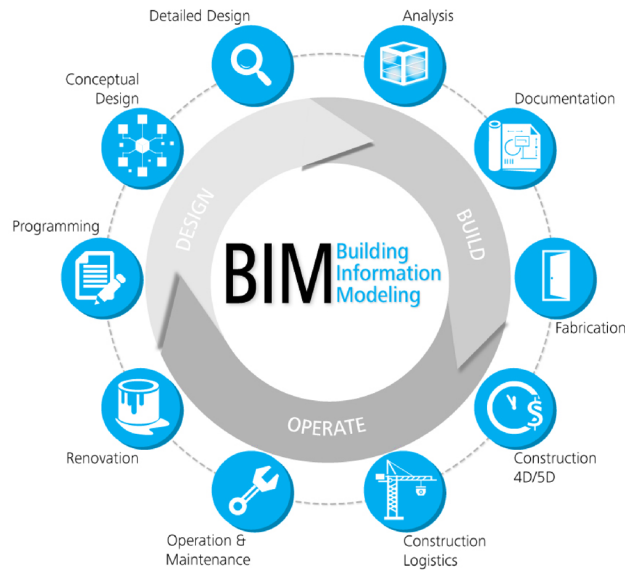 Detailed Design
Analysis
Conceptual
Design
Documentation
Programming
DESIGN
BUILD
BIM
Building
Information
Modeling
Fabrication
OPERATE
Renovation
Construction
4D/5D
Operation &
Maintenance
Construction
Logistics
$